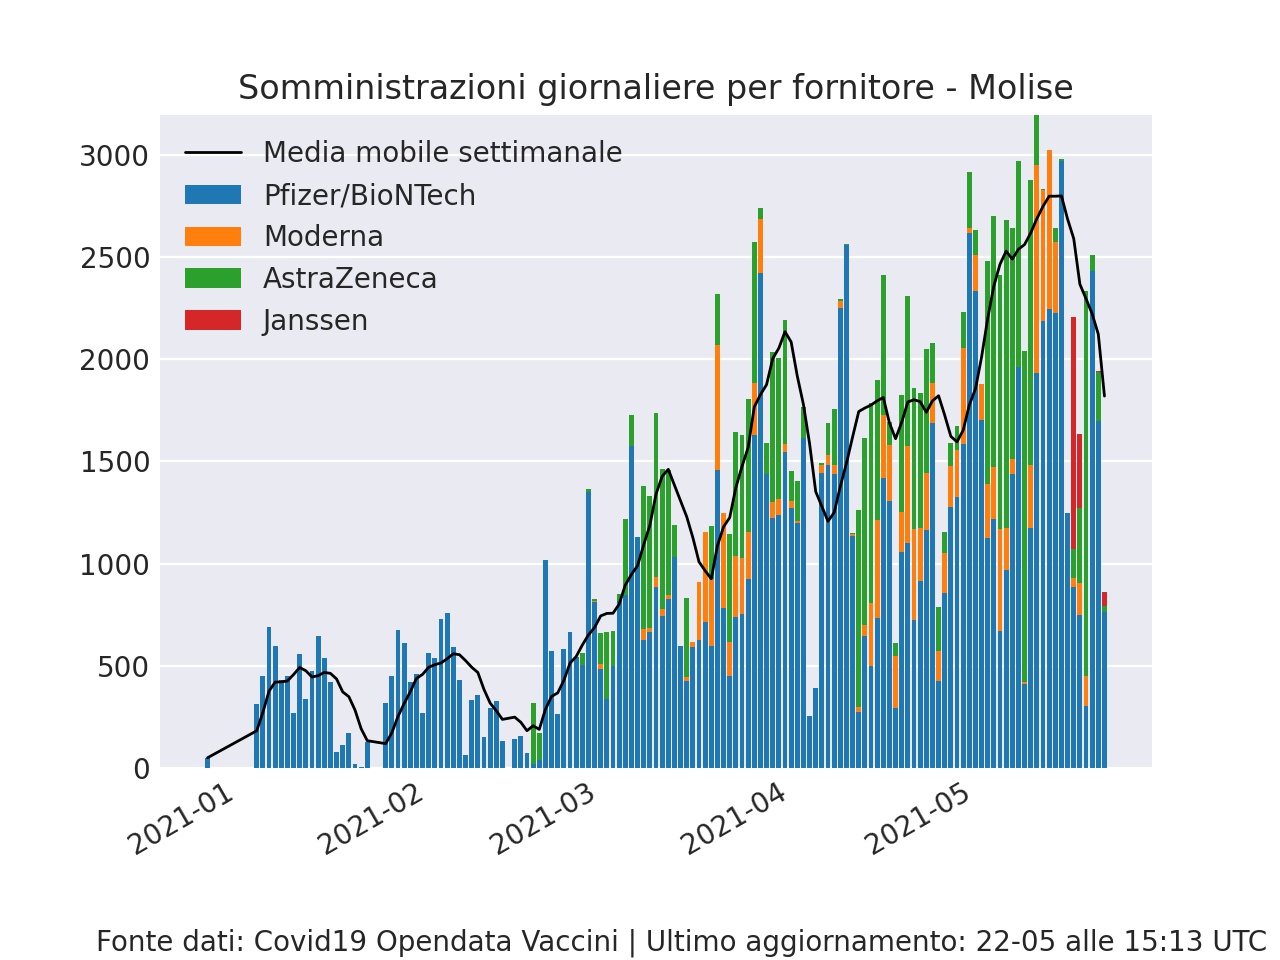 Somministrazioni giornaliere per fornitore - Molise
Media mobile settimanale
Pfizer/BioNTech
Moderna
AstraZeneca
Janssen
3000
2500
2000
1500
1000
500
0
2021-01
2021-02
2021-03
2021-04
2021-05
Fonte dati: Covid19 Opendata Vaccini | Ultimo aggiornamento: 22-05 alle 15:13 UTC